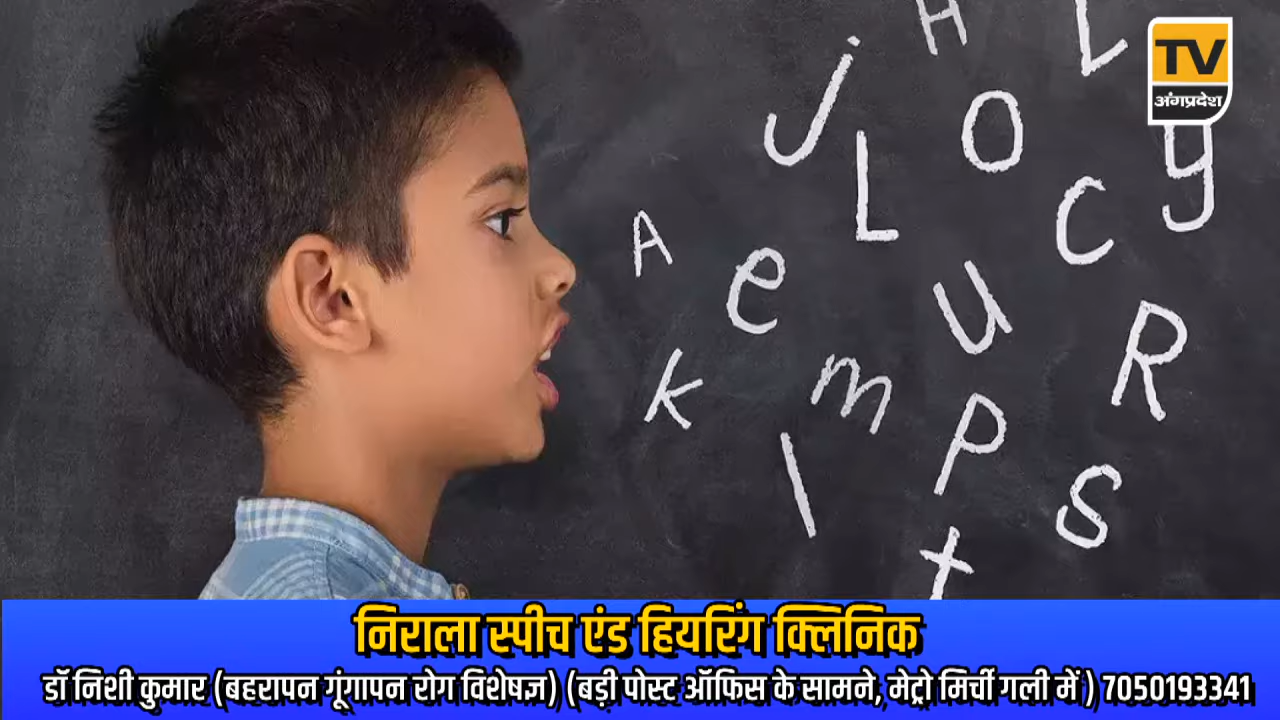 H
L
TV
अंगप्रदेश
J
L
O
y
C
A
e
u
R
k
m
P
l
S
t
निराला स्पीच एंड हियरिंग क्लिनिक
डॉ निशी कुमार (बहरापन गूंगापन रोग विशेषज्ञ) (बड़ी पोस्ट ऑफिस के सामने, मेट्रो मिर्ची गली में ) 7050193341